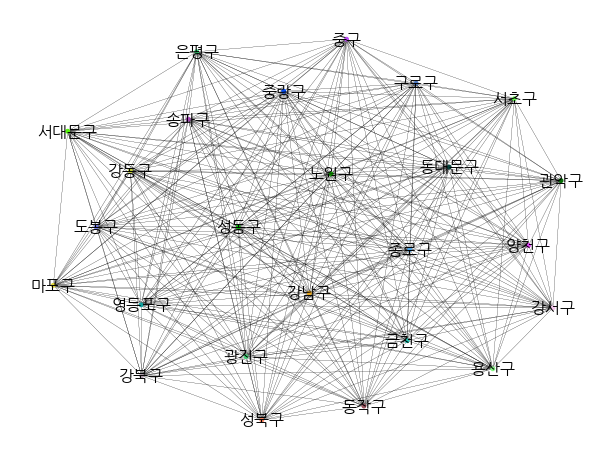 중구
은평구
구로구
중랑구
서초구
송파구
서대문구
동대문구
강동구
노원구
관악구
도봉구
성동구
양천구
종로구
마포구
강남구
영등포구
강서구
금천구
광진구
용산구
강북구
동작구
성북구